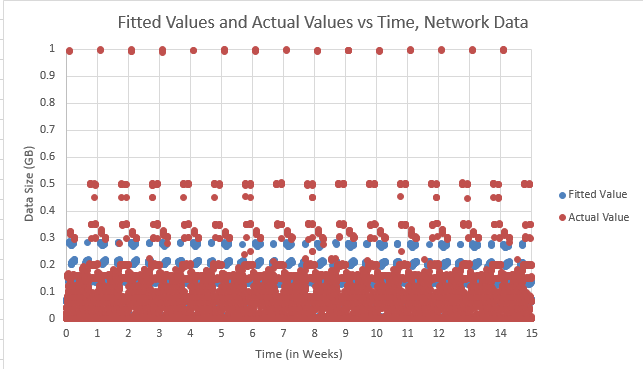 Fitted Values and Actual Values vs Time, Network Data
1
0.9
0.8
0.7
0.6
0.5
0.4
0.3
0.2
0.1
0
Data Size (GB)
0 1 2 3 4 5 6 7 8 9 10 11 12 13 14 15
Time (in Weeks)
Fitted Value
Actual Value